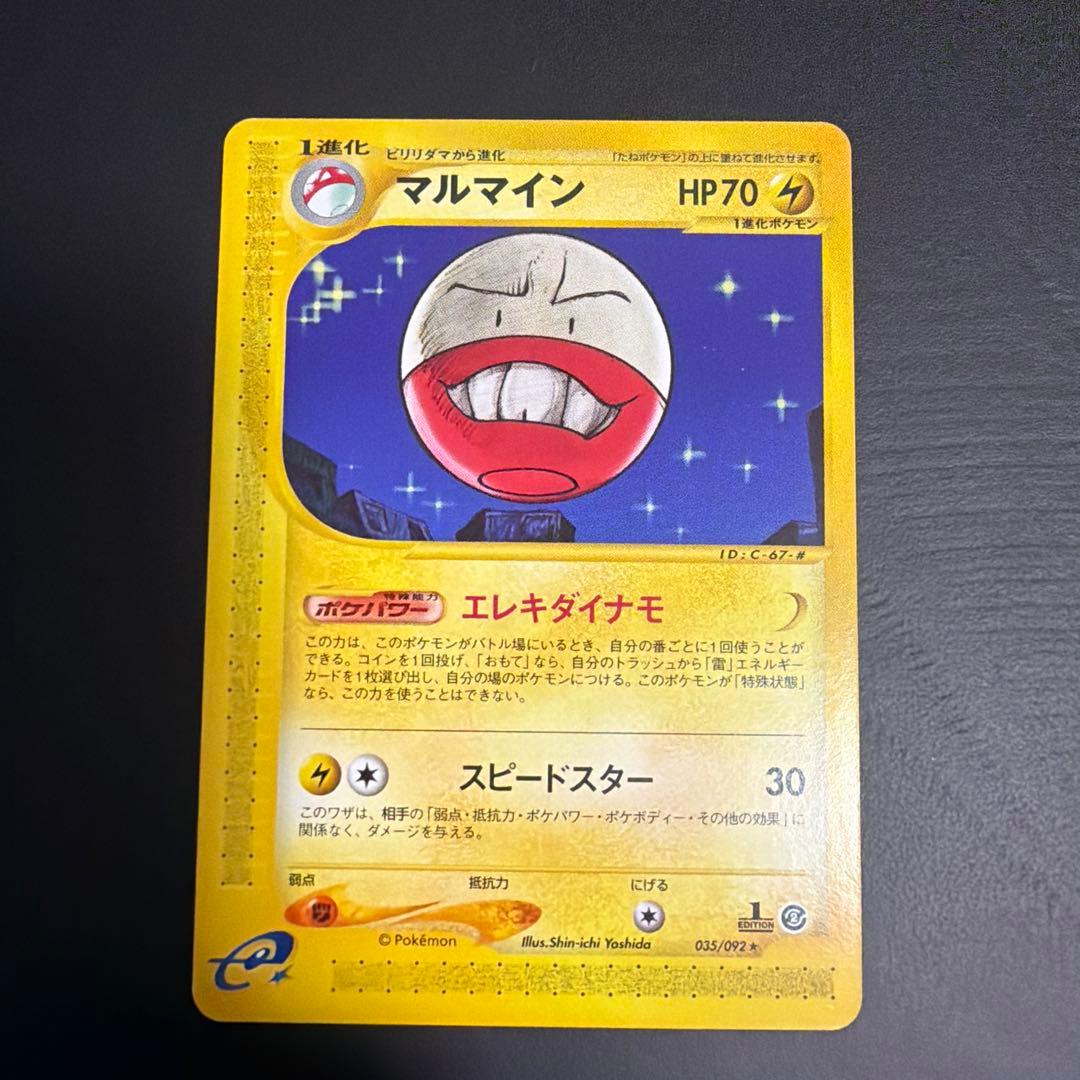 1進化 ビリリダマから進化 「たねポケモン」の上に重ねて進化させます。
マルマイン HP70
1進化ポケモン
ID:C-67-#
特殊能力
ポケパワー エレキダイナモ
この力は、このポケモンがバトル場にいるとき、自分の番ごとに1回使うことが
できる。コインを1回投げ、「おもて」なら、自分のトラッシュから「雷」エネルギー
カードを1枚選び出し、自分の場のポケモンにつける。このポケモンが「特殊状態」
なら、この力を使うことはできない。
スピードスター 30
このワザは、相手の「弱点・抵抗力・ポケパワー・ポケボディー・その他の効果」に
関係なく、ダメージを与える。
弱点 抵抗力 にげる
1
EDITION 2
© Pokémon Illus.Shin-ichi Yoshida 035/092★
e